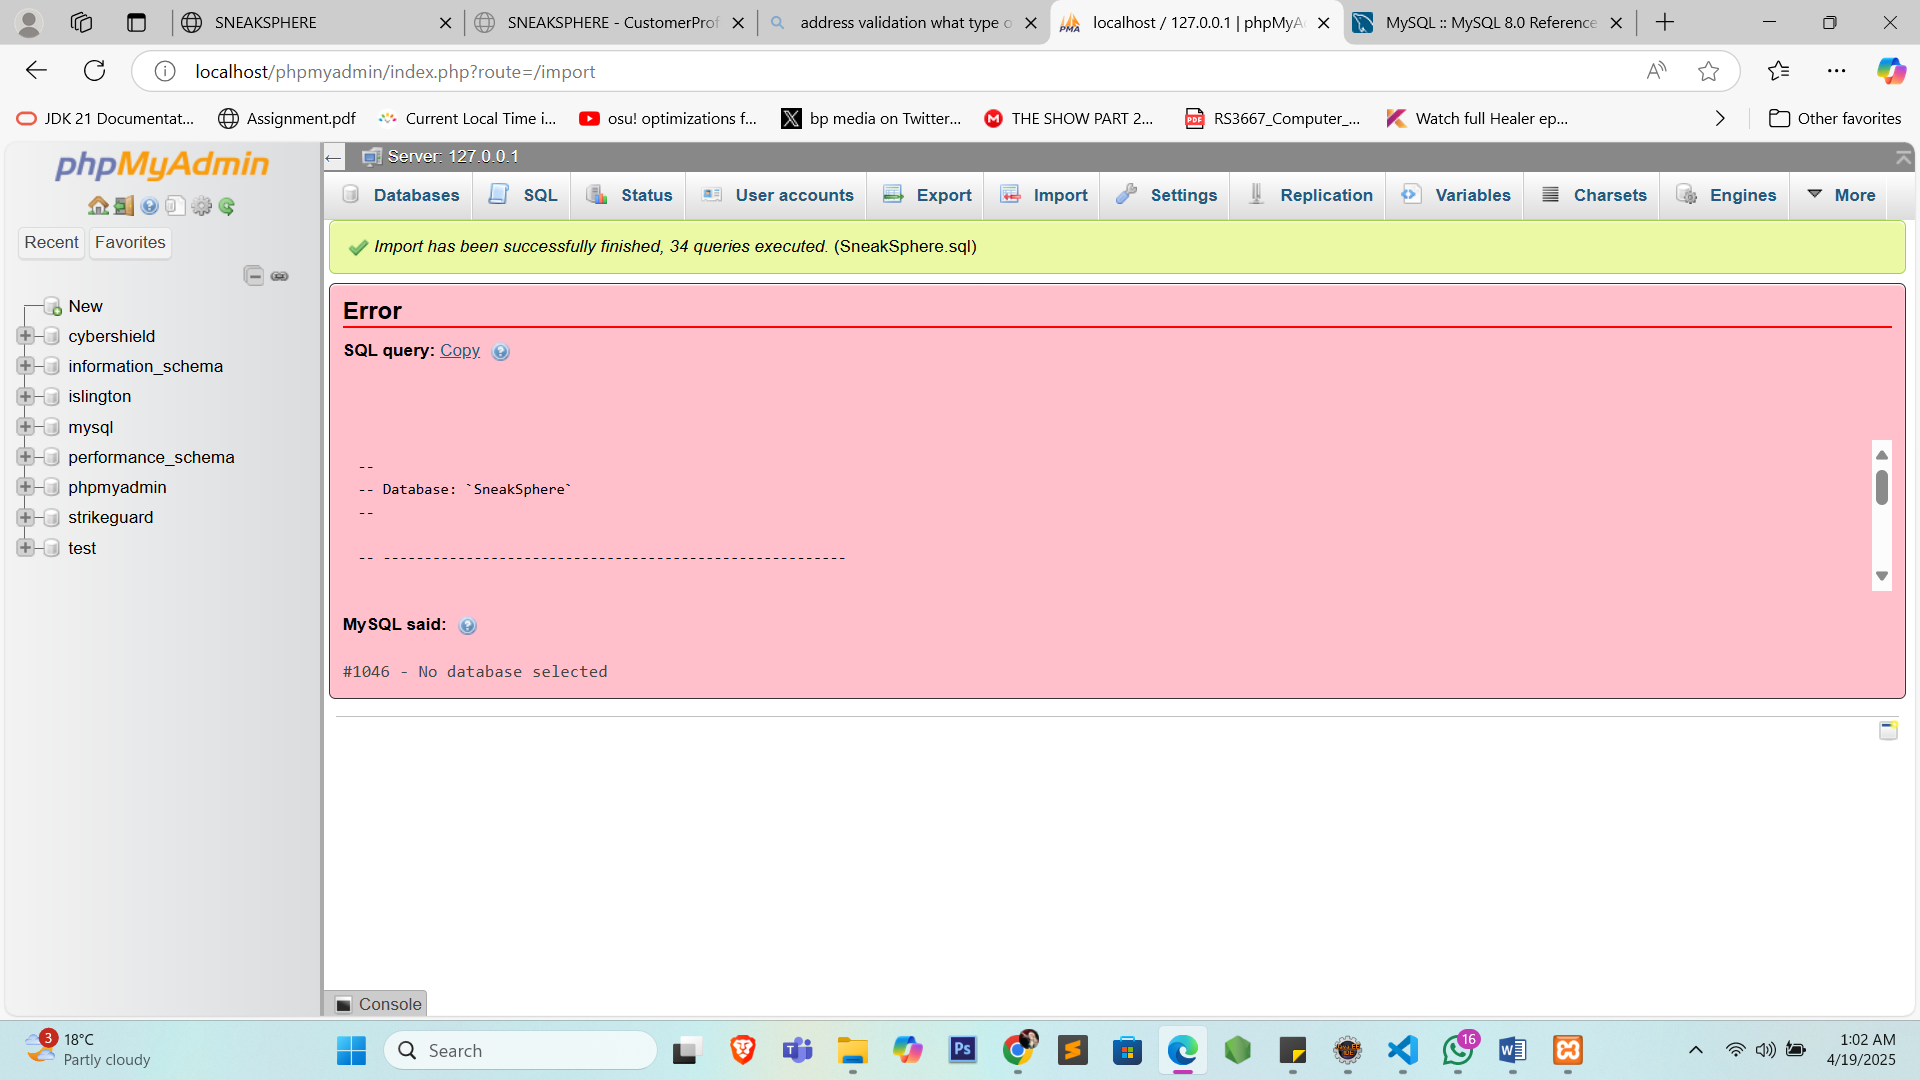 SNEAKSPHERE
SNEAKSPHERE - CustomerProf
address validation what type o
localhost / 127.0.0.1 | phpMyA
MySQL :: MySQL 8.0 Reference
localhost/phpmyadmin/index.php?route=/import
JDK 21 Documentat...
Assignment.pdf
Current Local Time i...
osu! optimizations f...
bp media on Twitter...
THE SHOW PART 2...
RS3667_Computer_...
Watch full Healer ep...
Other favorites
phpMyAdmin
Server: 127.0.0.1
Databases
SQL
Status
User accounts
Export
Import
Settings
Replication
Variables
Charsets
Engines
More
Recent
Favorites
New
cybershield
information_schema
islington
mysql
performance_schema
phpmyadmin
strikeguard
test
Import has been successfully finished, 34 queries executed. (SneakSphere.sql)
Error
SQL query: Copy
--
-- Database: `SneakSphere`
--
-- --------------------------------------------------------
MySQL said:
#1046 - No database selected
Console
3
18°C
Partly cloudy
Search
16
1:02 AM
4/19/2025